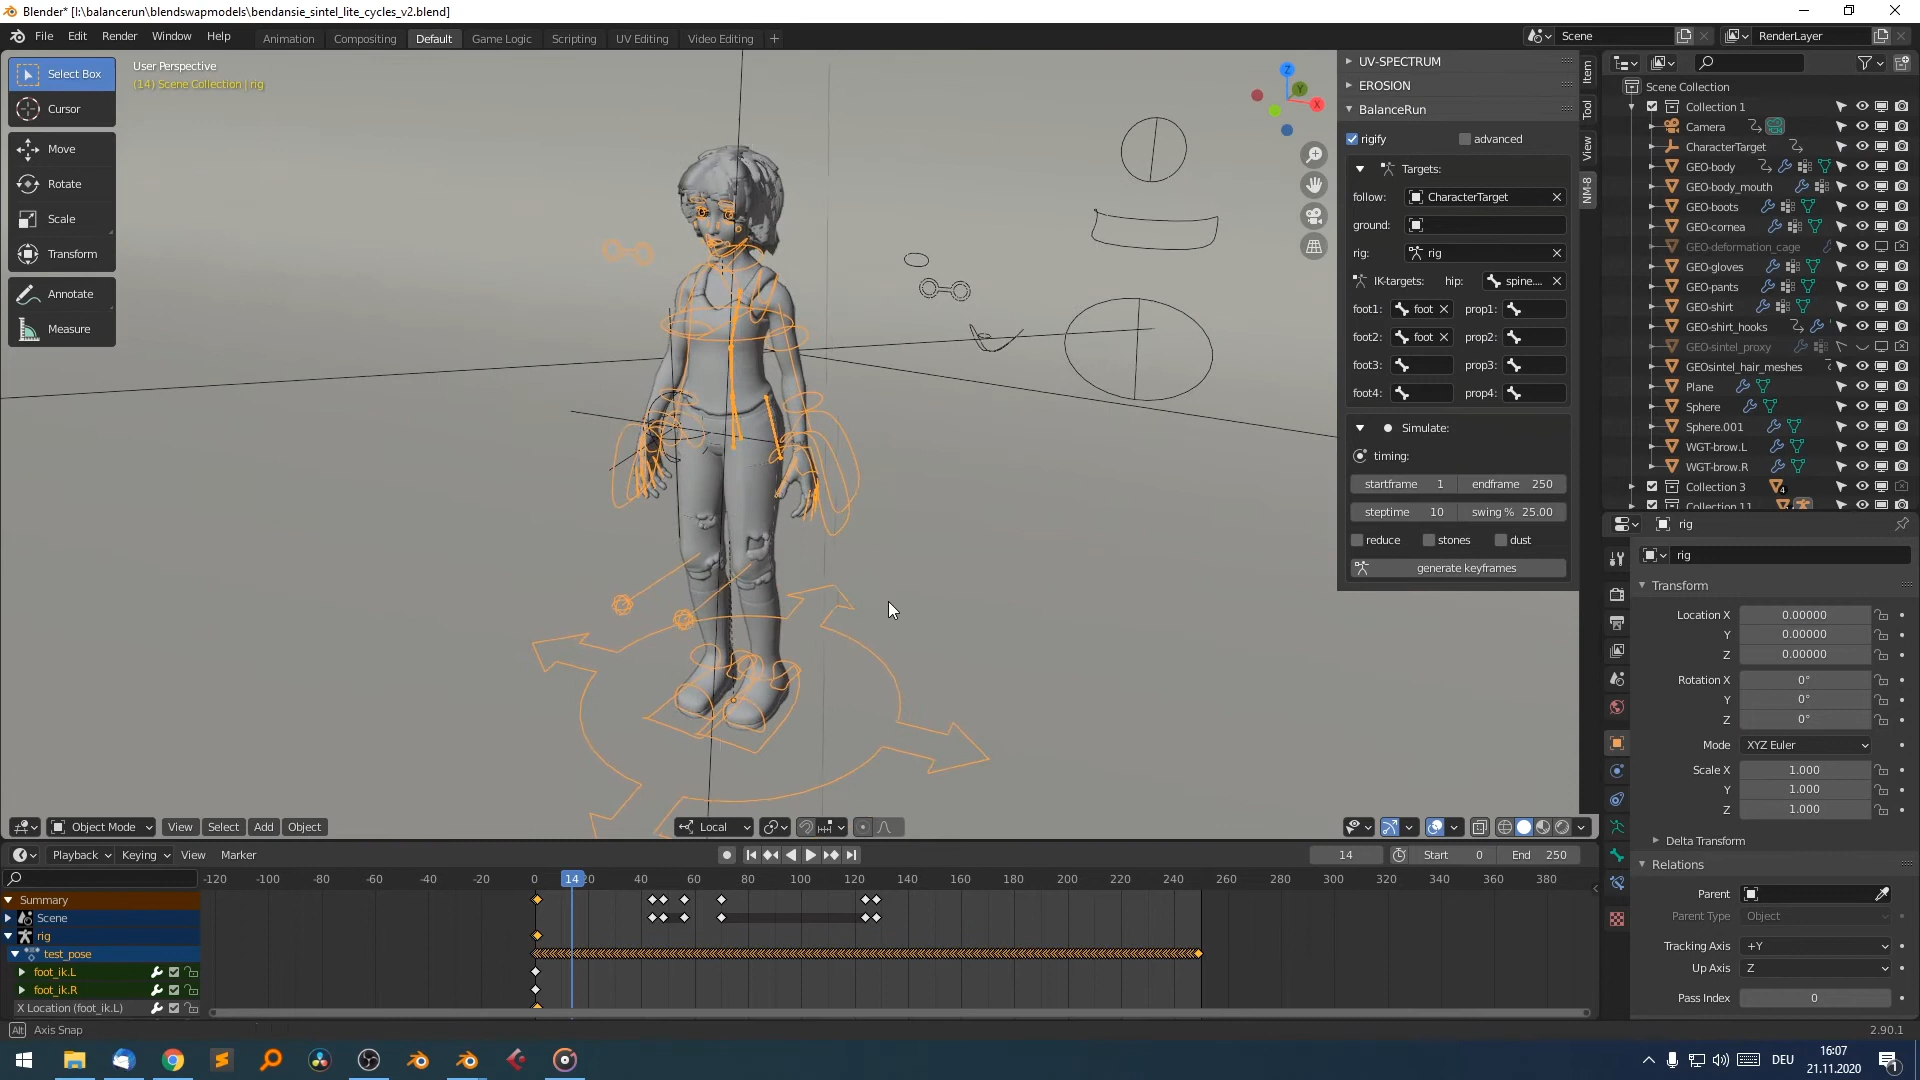 Blender* [I:\balancerun\blendswapmodels\bendansie_sintel_lite_cycles_v2.blend]
File Edit Render Window Help
Animation Compositing Default Game Logic Scripting UV Editing Video Editing
Scene RenderLayer
Select Box
Cursor
Move
Rotate
Scale
Transform
Annotate
Measure
User Perspective
(14) Scene Collection | rig
Z
Y
X
UV-SPECTRUM
EROSION
BalanceRun
rigify advanced
Targets:
follow: CharacterTarget
ground:
rig: rig
IK-targets: hip: spine....
foot1: foot prop1:
foot2: foot prop2:
foot3: prop3:
foot4: prop4:
Simulate:
timing:
startframe 1 endframe 250
steptime 10 swing % 25.00
reduce stones dust
generate keyframes
Item
Tool
View
NM-8
Scene Collection
Collection 1
Camera
CharacterTarget
GEO-body
GEO-body_mouth
GEO-boots
GEO-cornea
GEO-deformation_cage
GEO-gloves
GEO-pants
GEO-shirt
GEO-shirt_hooks
GEO-sintel_proxy
GEOsintel_hair_meshes
Plane
Sphere
Sphere.001
WGT-brow.L
WGT-brow.R
Collection 3 4
Collection 11
rig
rig
Transform
Location X 0.00000
Y 0.00000
Z 0.00000
Rotation X 0°
Y 0°
Z 0°
Mode XYZ Euler
Scale X 1.000
Y 1.000
Z 1.000
Delta Transform
Relations
Parent
Parent Type Object
Tracking Axis +Y
Up Axis Z
Pass Index 0
Object Mode View Select Add Object Local
Playback Keying View Marker 14 Start 0 End 250
-120 -100 -80 -60 -40 -20 0 14 20 40 60 80 100 120 140 160 180 200 220 240 260 280 300 320 340 360 380
Summary
Scene
rig
test_pose
foot_ik.L
foot_ik.R
X Location (foot_ik.L)
Alt Axis Snap 2.90.1
DEU 16:07
21.11.2020
1